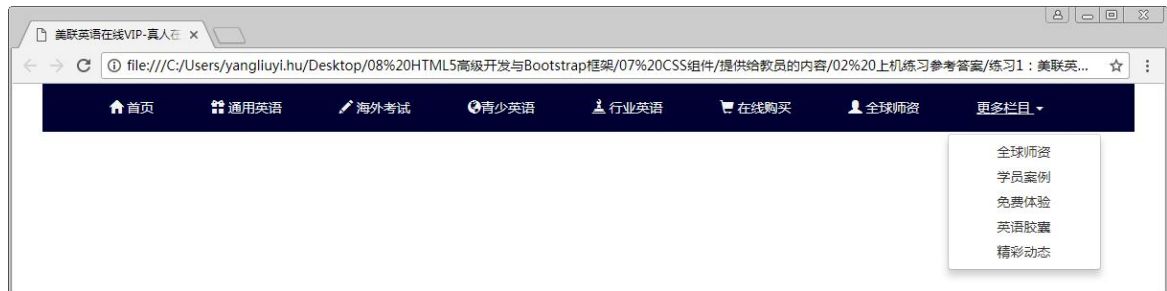 美联英语在线VIP-真人在
file:///C:/Users/yangliuyi.hu/Desktop/08%20HTML5高级开发与Bootstrap框架/07%20CSS组件/提供给教员的内容/02%20上机练习参考答案/练习1：美联英...
首页 通用英语 海外考试 青少英语 行业英语 在线购买 全球师资 更多栏目
全球师资
学员案例
免费体验
英语胶囊
精彩动态